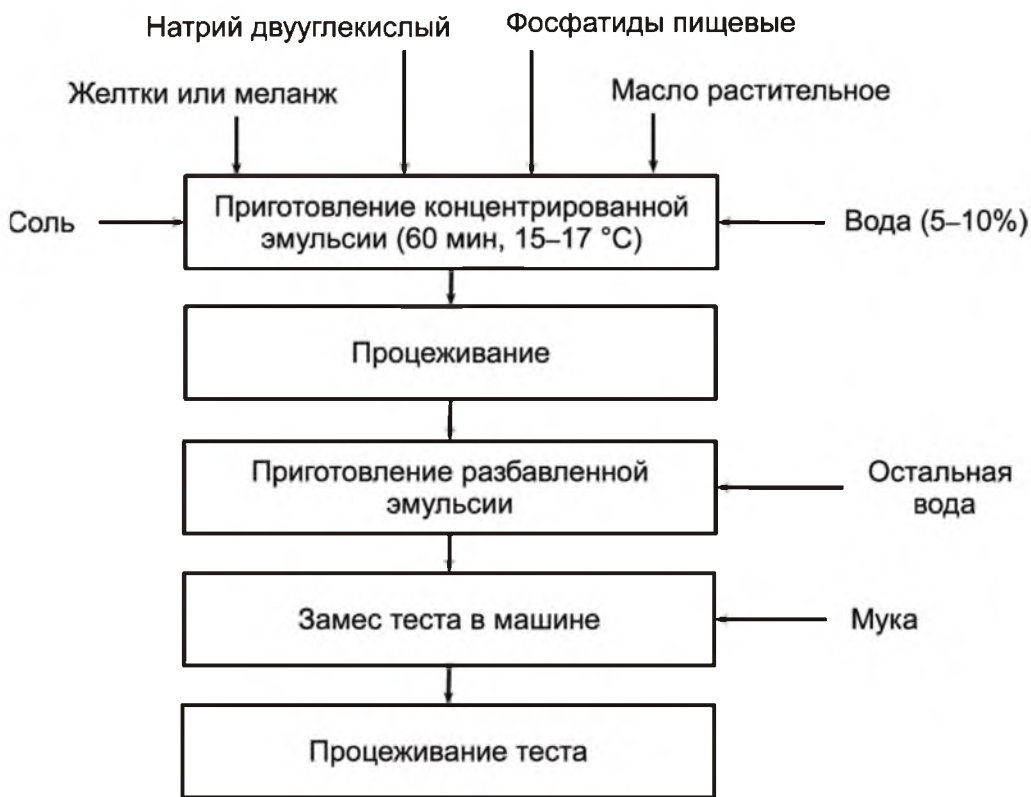 Натрий двууглекислый
Фосфатиды пищевые
Желтки или меланж
Масло растительное
Соль
Приготовление концентрированной
эмульсии (60 мин, 15–17 °C)
Вода (5–10%)
Процеживание
Приготовление разбавленной
эмульсии
Остальная
вода
Замес теста в машине
Мука
Процеживание теста